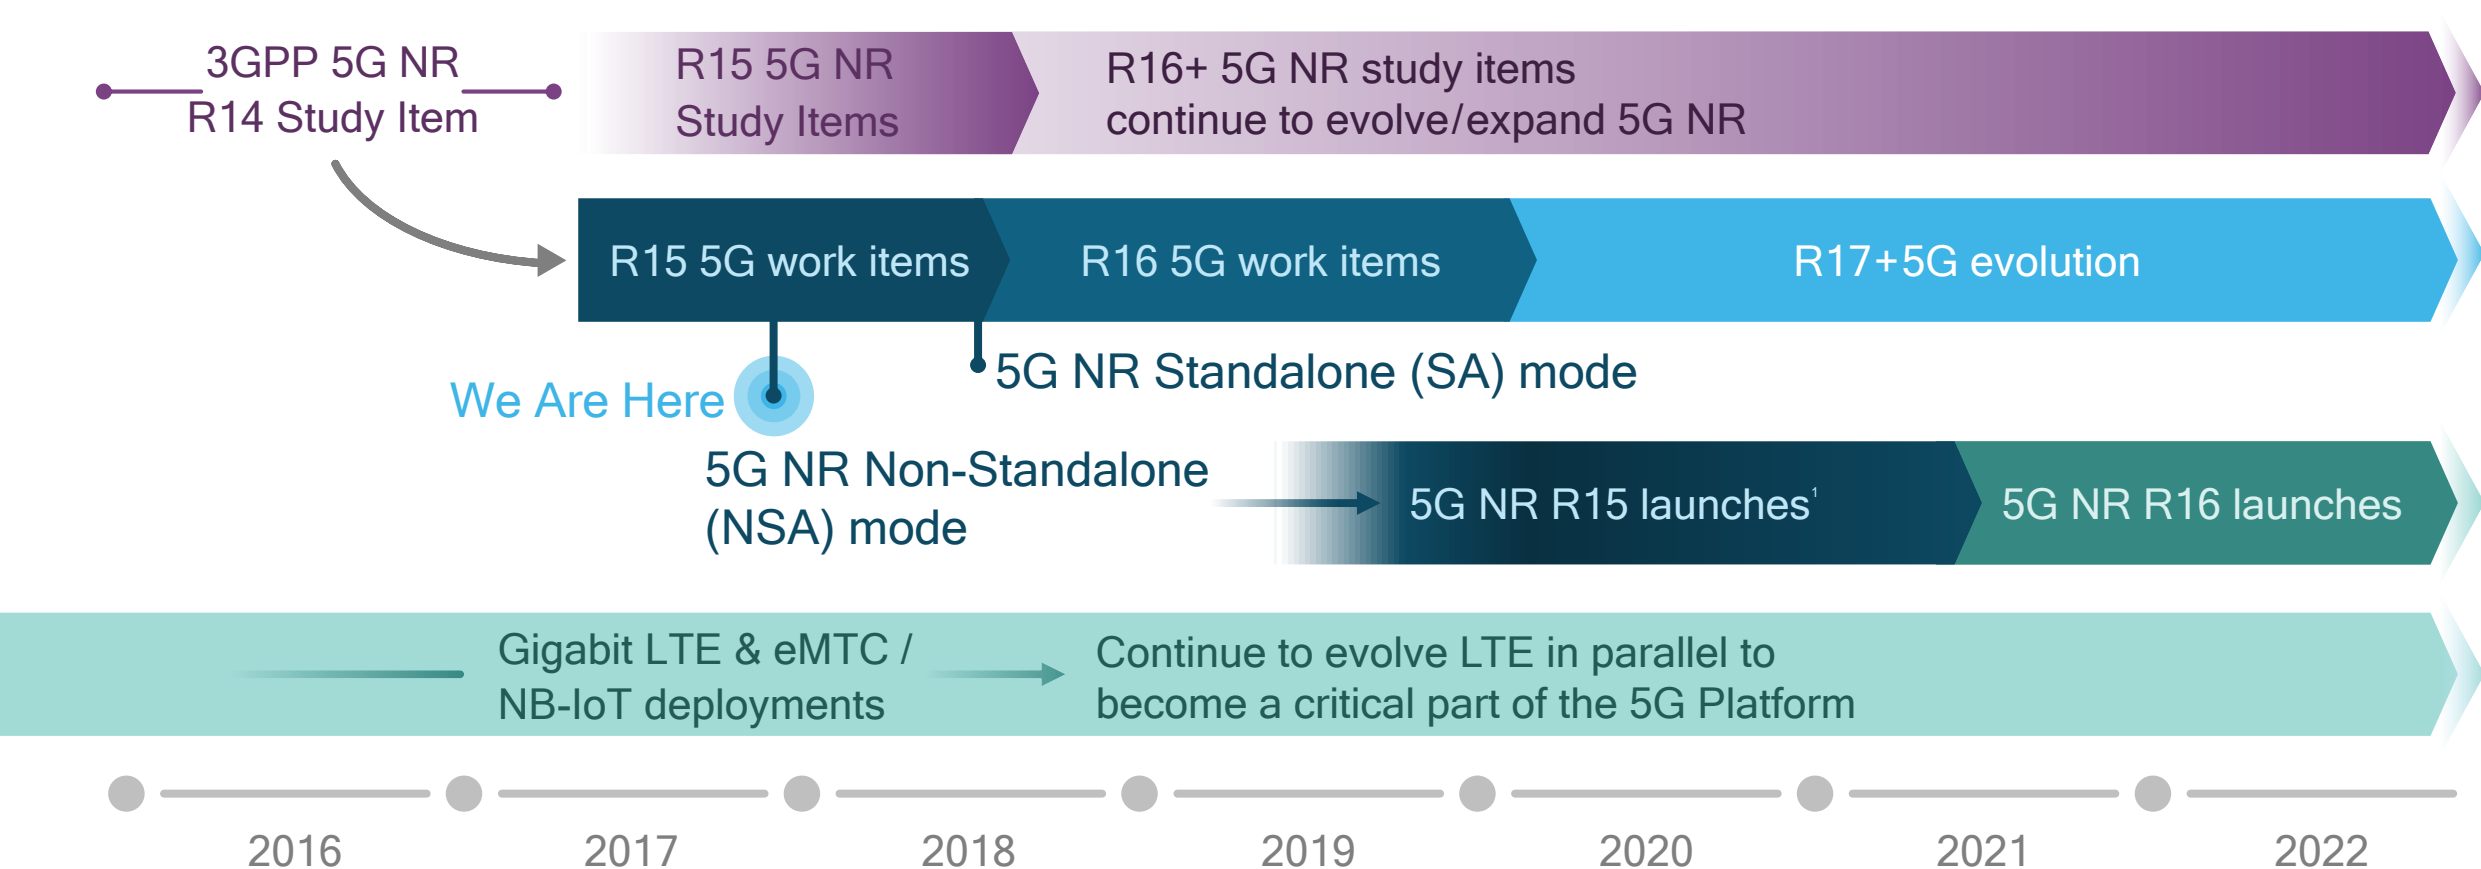 3GPP 5G NR
R14 Study Item
R15 5G NR
Study Items
R16+ 5G NR study items
continue to evolve/expand 5G NR
R15 5G work items
R16 5G work items
R17+5G evolution
We Are Here
5G NR Standalone (SA) mode
5G NR Non-Standalone
(NSA) mode
5G NR R15 launches¹
5G NR R16 launches
Gigabit LTE & eMTC /
NB-IoT deployments
Continue to evolve LTE in parallel to
become a critical part of the 5G Platform
2016
2017
2018
2019
2020
2021
2022